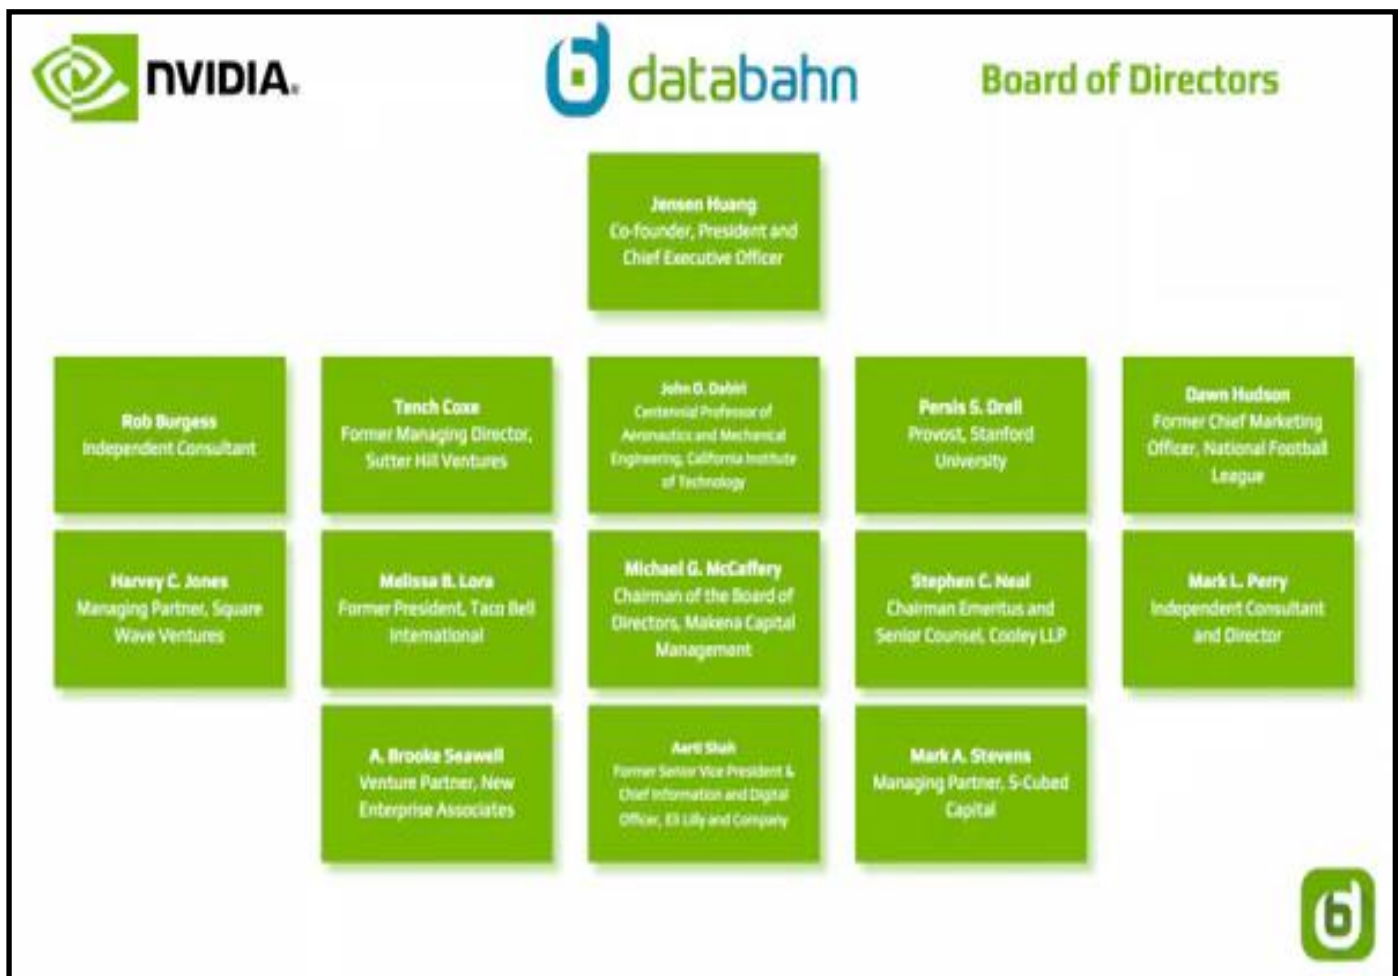 NVIDIA.
databahn
Board of Directors
Jensen Huang
Co-founder, President and
Chief Executive Officer
Rob Burgess
Independent Consultant
Tench Coxe
Former Managing Director,
Sutter Hill Ventures
John O. Dabiri
Centennial Professor of
Aeronautics and Mechanical
Engineering, California Institute
of Technology
Persis S. Drell
Provost, Stanford
University
Dawn Hudson
Former Chief Marketing
Officer, National Football
League
Harvey C. Jones
Managing Partner, Square
Wave Ventures
Melissa B. Lora
Former President, Taco Bell
International
Michael G. McCaffery
Chairman of the Board of
Directors, Makena Capital
Management
Stephen C. Neal
Chairman Emeritus and
Senior Counsel, Cooley LLP
Mark L. Perry
Independent Consultant
and Director
A. Brooke Seawell
Venture Partner, New
Enterprise Associates
Aarti Shah
Former Senior Vice President &
Chief Information and Digital
Officer, Eli Lilly and Company
Mark A. Stevens
Managing Partner, S-Cubed
Capital